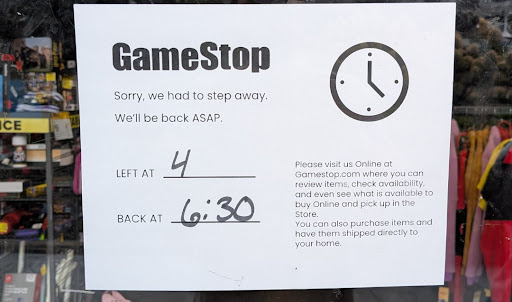 GameStop
Sorry, we had to step away.
We'll be back ASAP.
LEFT AT 4
BACK AT 6:30
Please visit us Online at
Gamestop.com where you can
review items, check availability,
and even see what is available to
buy Online and pick up in the
Store.
You can also purchase items and
have them shipped directly to
your home.
ICE